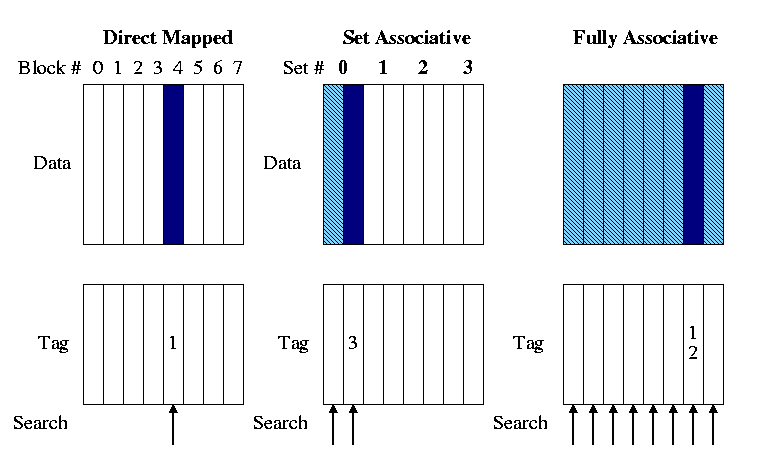 Direct Mapped
Set Associative
Fully Associative
Block # 0 1 2 3 4 5 6 7
Set # 0 1 2 3
Data
Data
Tag
1
Tag
3
Tag
1
2
Search
Search
Search